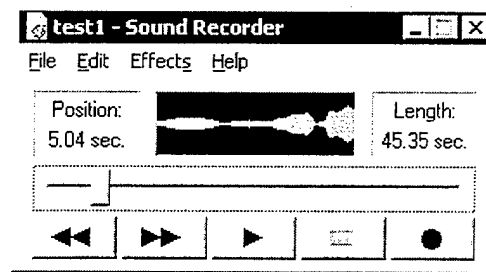 test1 - Sound Recorder
File Edit Effects Help
Position:
5.04 sec.
Length:
45.35 sec.